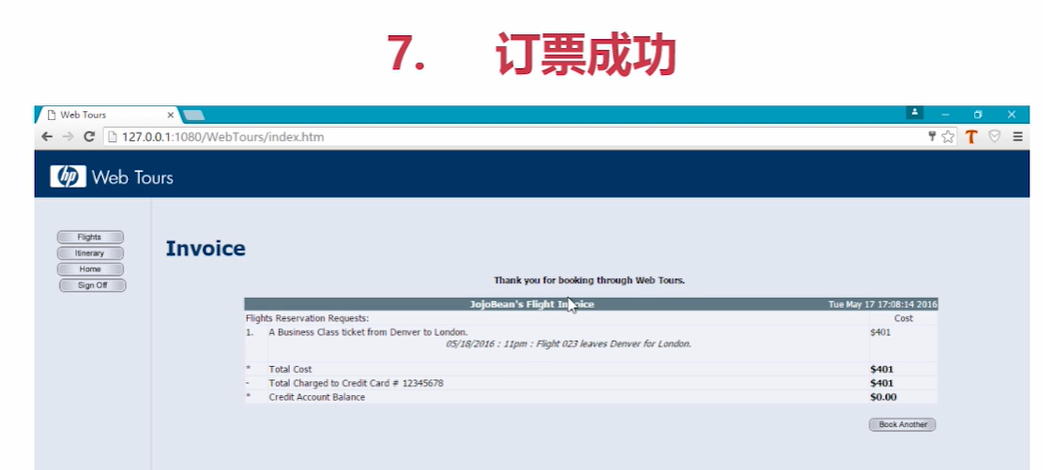 7. 订票成功
Web Tours
127.0.0.1:1080/WebTours/index.htm
T
hp Web Tours
Flights
Itinerary
Home
Sign Off
Invoice
Thank you for booking through Web Tours.
JojoBean's Flight Invoice Tue May 17 17:08:14 2016
Flights Reservation Requests: Cost
1. A Business Class ticket from Denver to London. $401
05/18/2016 : 11pm : Flight 023 leaves Denver for London.
* Total Cost $401
- Total Charged to Credit Card # 12345678 $401
* Credit Account Balance $0.00
Book Another